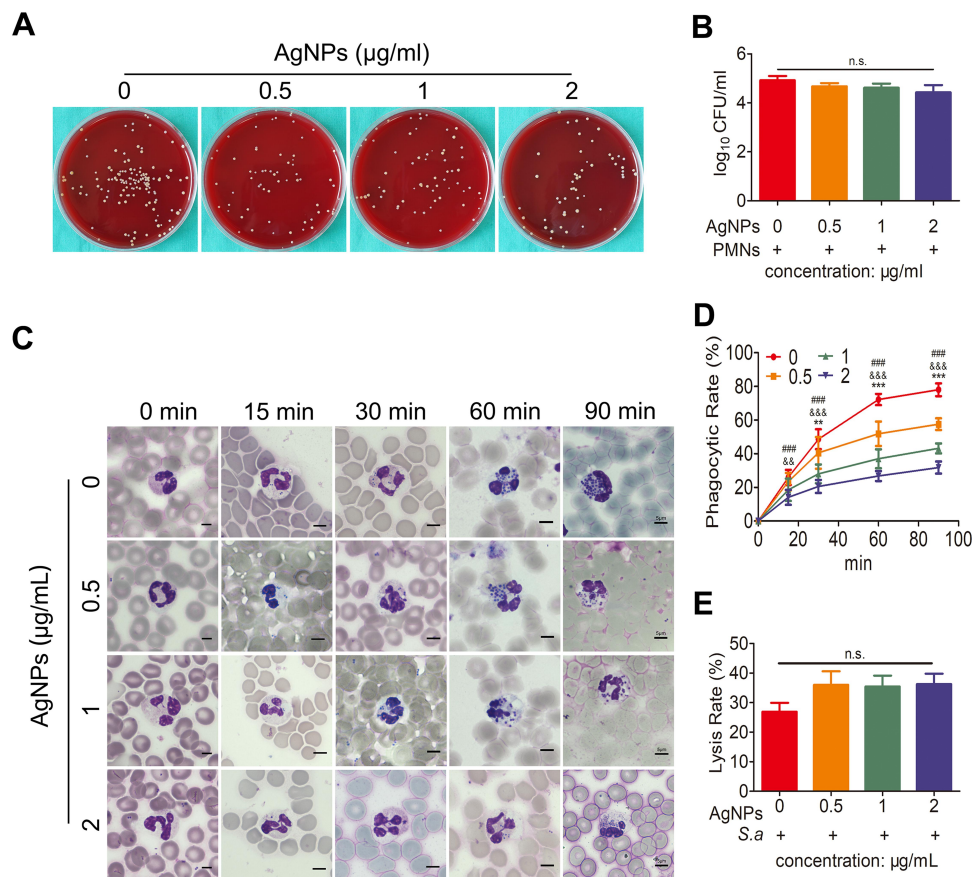 A
AgNPs (μg/ml)
0 0.5 1 2
B
log10 CFU/ml
6
4
2
0
n.s.
AgNPs 0 0.5 1 2
PMNs + + + +
concentration: μg/ml
C
0 min 15 min 30 min 60 min 90 min
AgNPs (μg/mL)
0
5μm
0.5
5μm
1
5μm
2
5μm
D
Phagocytic Rate (%)
100
80
60
40
20
0
0 1
0.5 2
###
&&
###
&&&
**
###
&&&
***
###
&&&
***
0 20 40 60 80 100
min
E
Lysis Rate (%)
50
40
30
20
10
0
n.s.
AgNPs 0 0.5 1 2
S.a + + + +
concentration: μg/mL